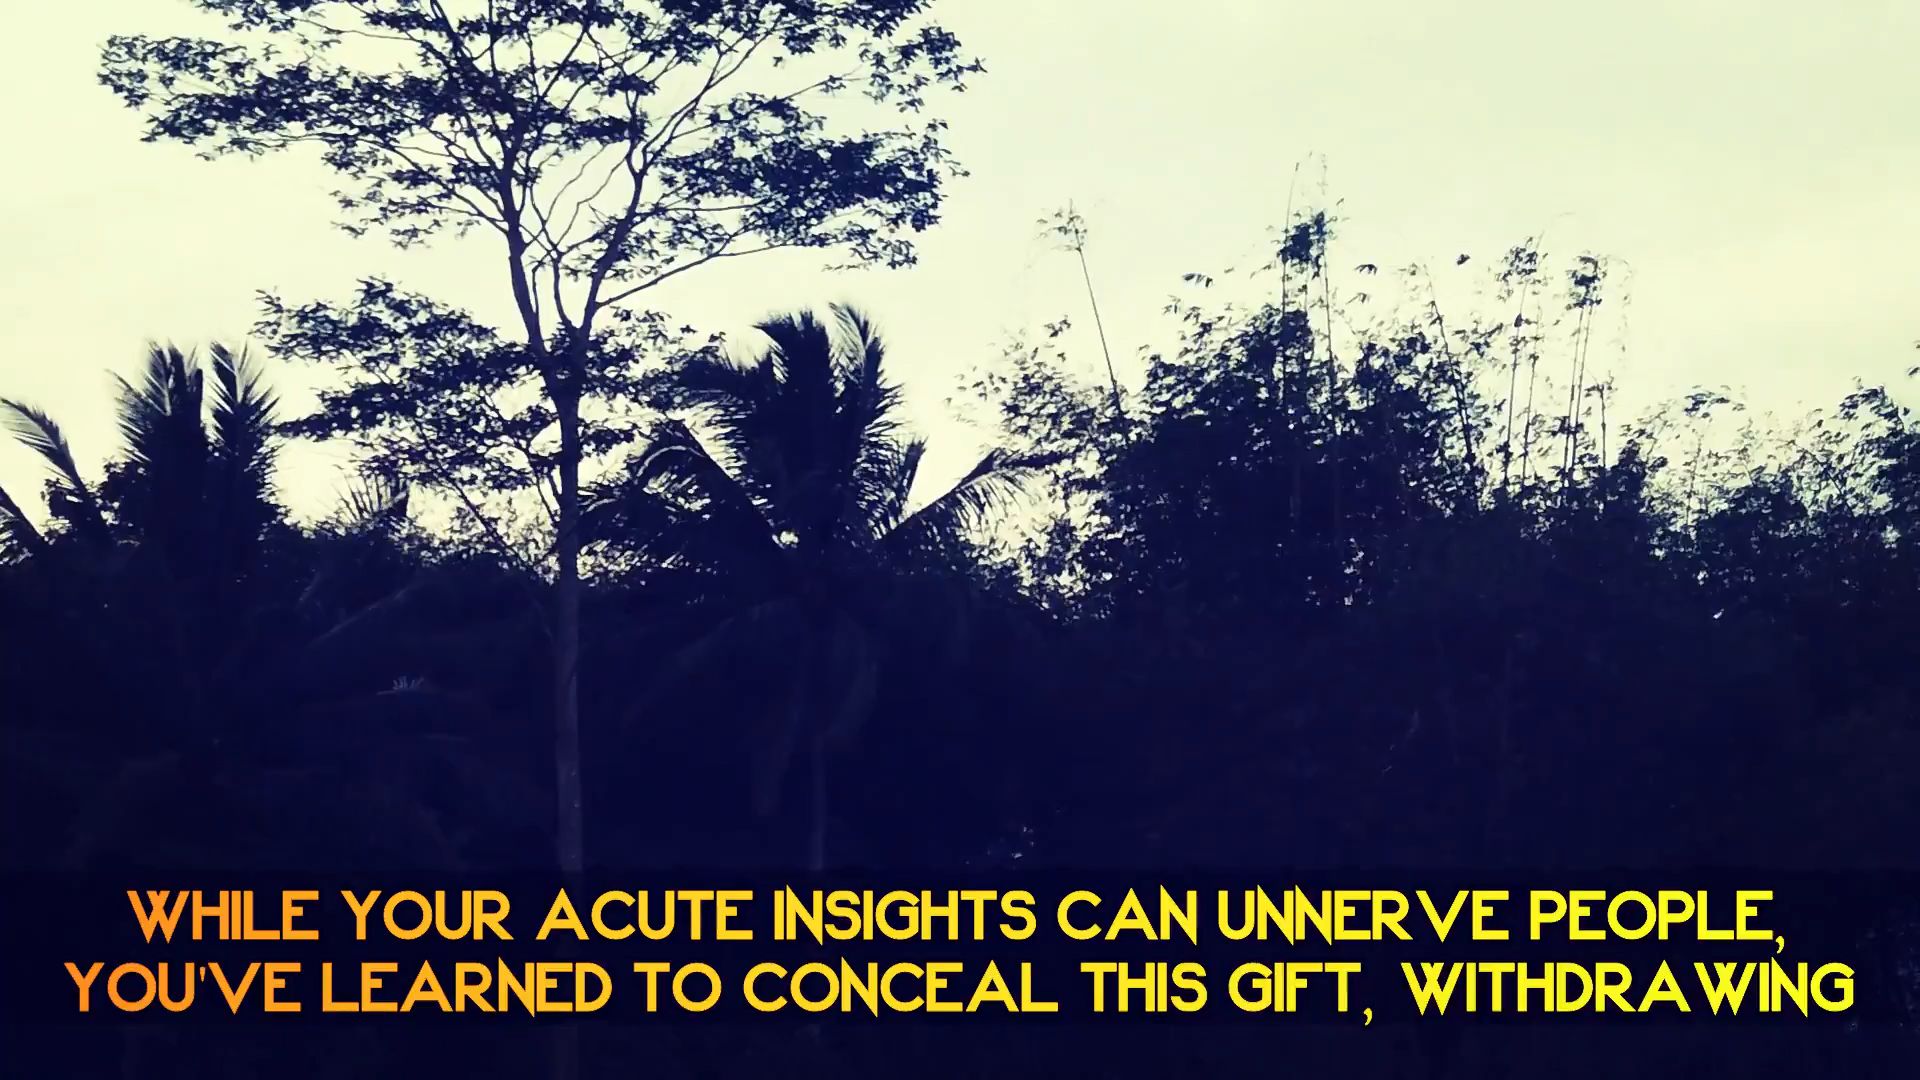 WHILE YOUR ACUTE INSIGHTS CAN UNNERVE PEOPLE,
YOU'VE LEARNED TO CONCEAL THIS GIFT, WITHDRAWING